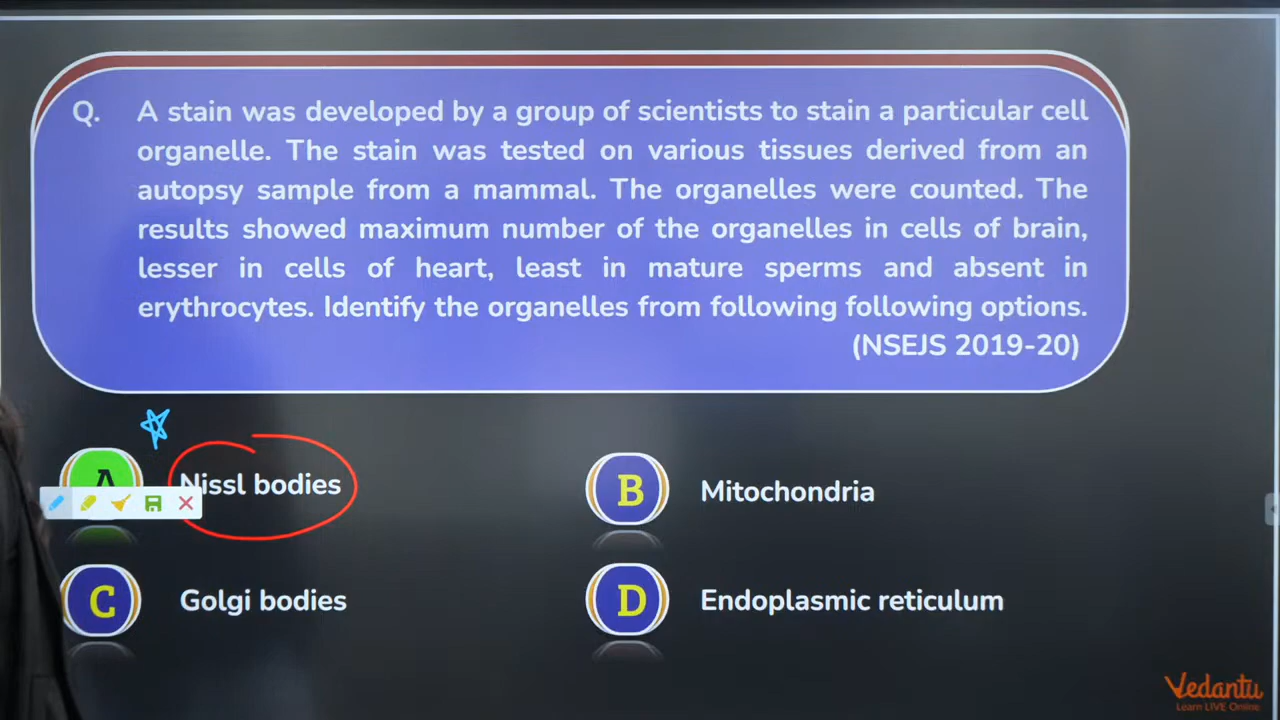 Q. A stain was developed by a group of scientists to stain a particular cell
organelle. The stain was tested on various tissues derived from an
autopsy sample from a mammal. The organelles were counted. The
results showed maximum number of the organelles in cells of brain,
lesser in cells of heart, least in mature sperms and absent in
erythrocytes. Identify the organelles from following following options.
(NSEJS 2019-20)
A Nissl bodies
B Mitochondria
C Golgi bodies
D Endoplasmic reticulum
Vedantu
Learn LIVE Online